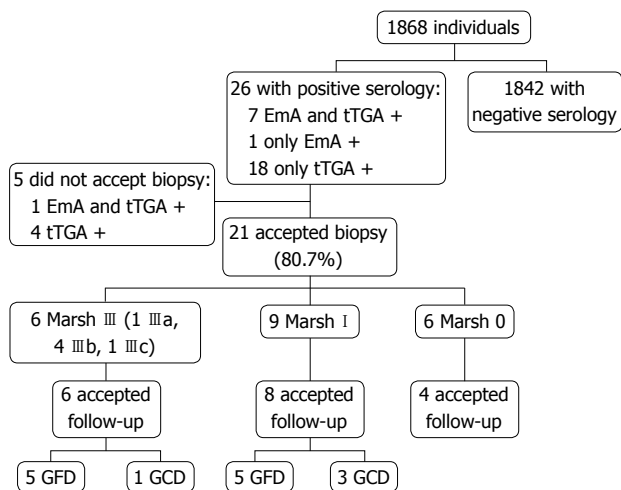 1868 individuals
26 with positive serology:
7 EmA and tTGA +
1 only EmA +
18 only tTGA +
1842 with
negative serology
5 did not accept biopsy:
1 EmA and tTGA +
4 tTGA +
21 accepted biopsy
(80.7%)
6 Marsh Ⅲ (1 Ⅲa,
4 Ⅲb, 1 Ⅲc)
9 Marsh Ⅰ
6 Marsh 0
6 accepted
follow-up
8 accepted
follow-up
4 accepted
follow-up
5 GFD
1 GCD
5 GFD
3 GCD